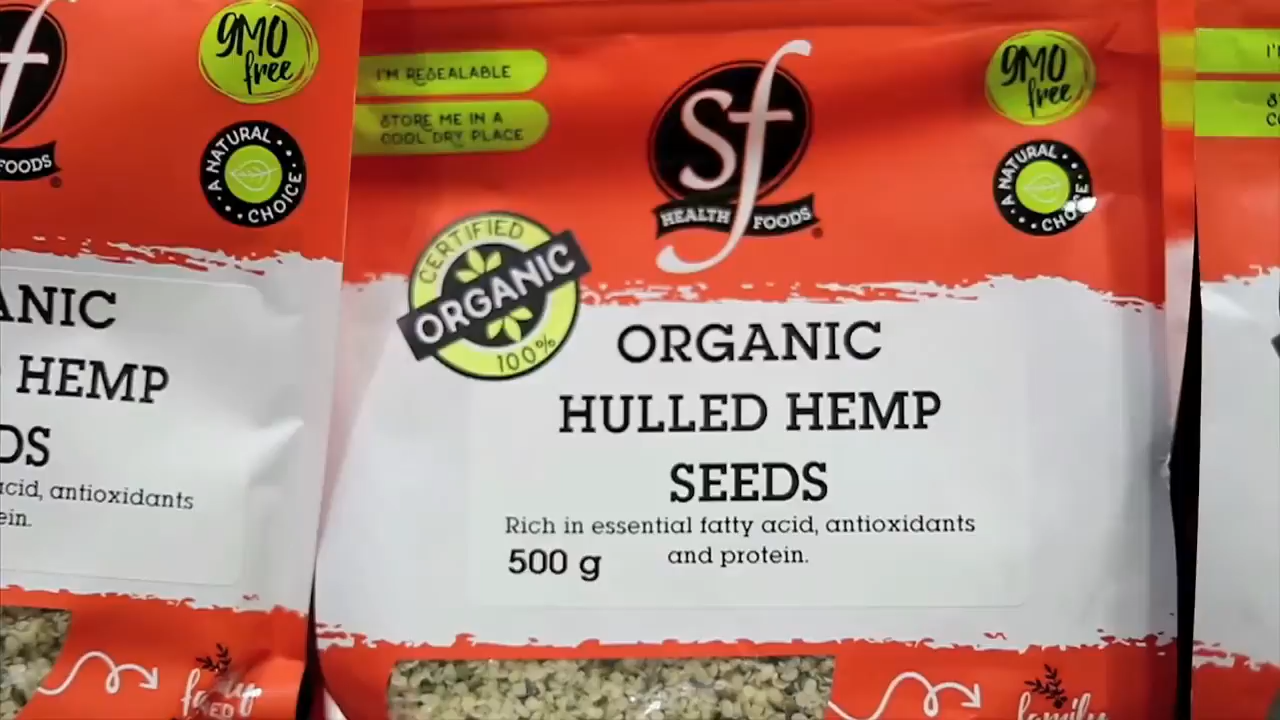 GMO
free
A NATURAL
CHOICE
FOODS
ANIC
HEMP
DS
acid, antioxidants
ein.
I'M RESEALABLE
STORE ME IN A
COOL DRY PLACE
sf
HEALTH FOODS
GMO
free
A NATURAL
CHOICE
CERTIFIED
ORGANIC
100%
ORGANIC
HULLED HEMP
SEEDS
Rich in essential fatty acid, antioxidants
and protein.
500 g
family